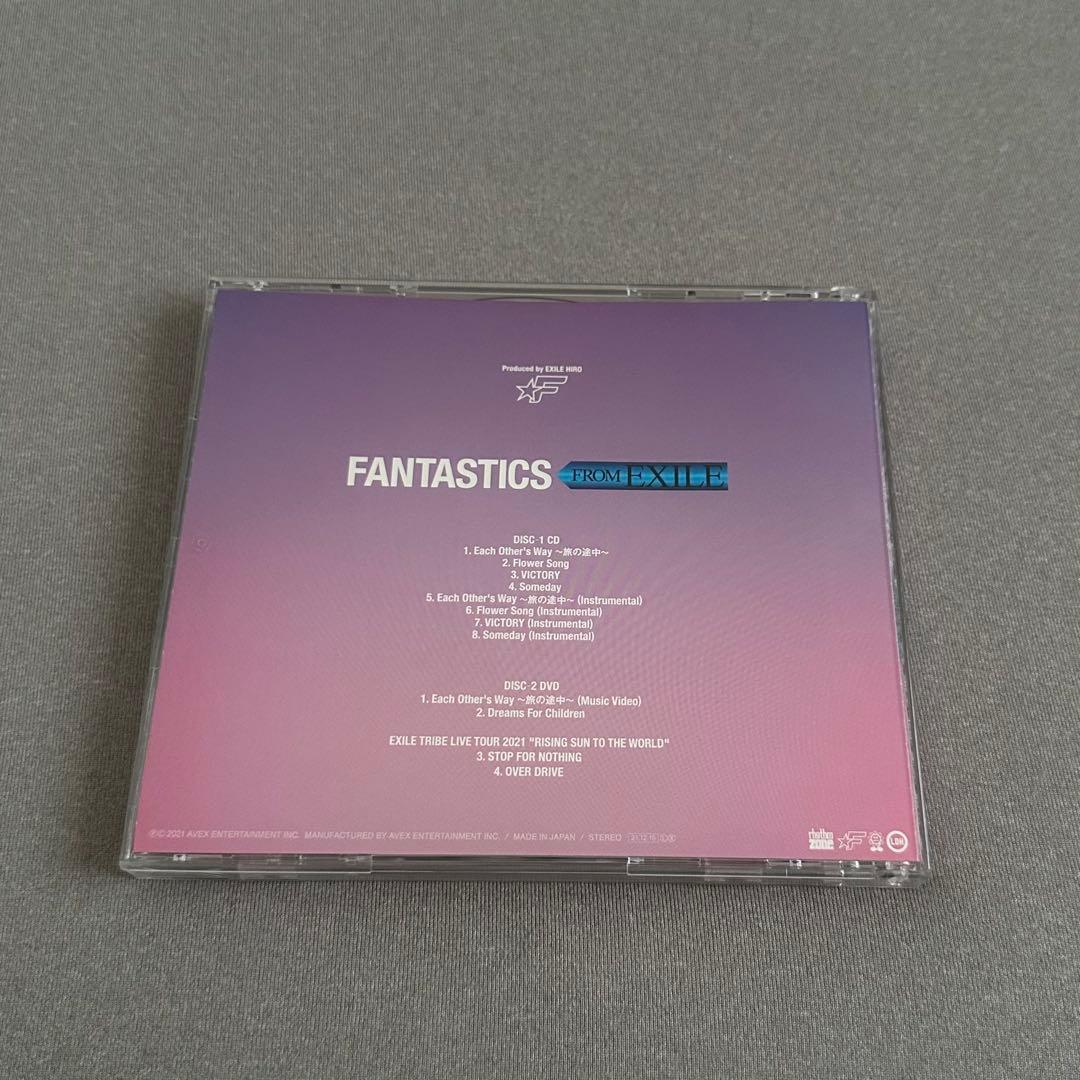 Produced by EXILE HIRO
F
FANTASTICS FROM EXILE
DISC-1 CD
1. Each Other's Way 〜旅の途中〜
2. Flower Song
3. VICTORY
4. Someday
5. Each Other's Way 〜旅の途中〜 (Instrumental)
6. Flower Song (Instrumental)
7. VICTORY (Instrumental)
8. Someday (Instrumental)
DISC-2 DVD
1. Each Other's Way 〜旅の途中〜 (Music Video)
2. Dreams For Children
EXILE TRIBE LIVE TOUR 2021 "RISING SUN TO THE WORLD"
3. STOP FOR NOTHING
4. OVER DRIVE
ⓅⒸ 2021 AVEX ENTERTAINMENT INC. MANUFACTURED BY AVEX ENTERTAINMENT INC. / MADE IN JAPAN / STEREO
rhythm zone F LDH